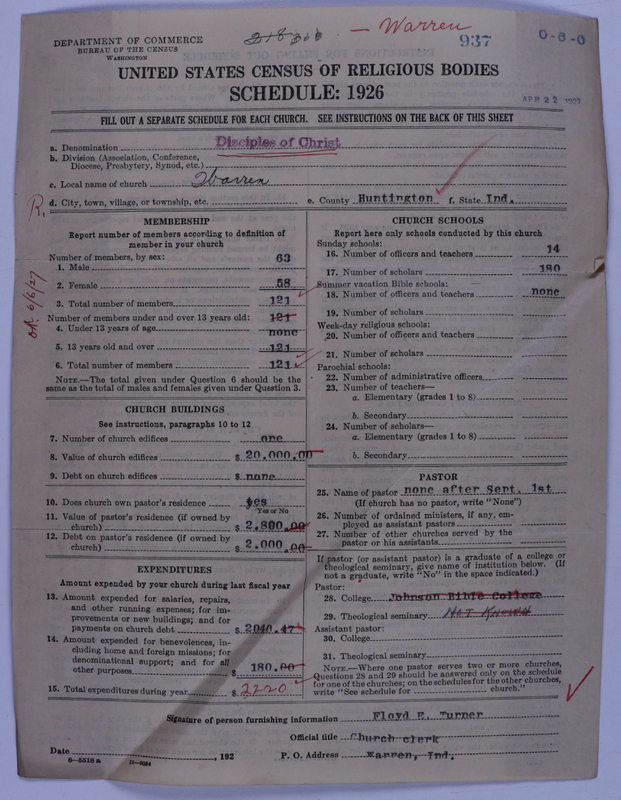 218308 — Warren
937
0-8-0
DEPARTMENT OF COMMERCE
BUREAU OF THE CENSUS
WASHINGTON
UNITED STATES CENSUS OF RELIGIOUS BODIES
SCHEDULE: 1926
APR 22 1927
FILL OUT A SEPARATE SCHEDULE FOR EACH CHURCH. SEE INSTRUCTIONS ON THE BACK OF THIS SHEET
a. Denomination Disciples of Christ
b. Division (Association, Conference,
Diocese, Presbytery, Synod, etc.)
c. Local name of church Warren
d. City, town, village, or township, etc. e. County Huntington f. State Ind.
R.
O.K. 6/6/27
MEMBERSHIP
Report number of members according to definition of
member in your church
Number of members, by sex:
1. Male 63
2. Female 58
3. Total number of members 121
Number of members under and over 13 years old: 121
4. Under 13 years of age none
5. 13 years old and over 121
6. Total number of members 121
NOTE.—The total given under Question 6 should be the
same as the total of males and females given under Question 3.
CHURCH BUILDINGS
See instructions, paragraphs 10 to 12
7. Number of church edifices one
8. Value of church edifices $ 20,000.00
9. Debt on church edifices $ none
10. Does church own pastor's residence yes
Yes or No
11. Value of pastor's residence (if owned by
church) $ 2,800.00
12. Debt on pastor's residence (if owned by
church) $ 2,000.00
EXPENDITURES
Amount expended by your church during last fiscal year
13. Amount expended for salaries, repairs,
and other running expenses; for im-
provements or new buildings; and for
payments on church debt $ 2040.47
14. Amount expended for benevolences, in-
cluding home and foreign missions; for
denominational support; and for all
other purposes $ 180.00
15. Total expenditures during year $ 2220
CHURCH SCHOOLS
Report here only schools conducted by this church
Sunday schools:
16. Number of officers and teachers 14
17. Number of scholars 180
Summer vacation Bible schools:
18. Number of officers and teachers none
19. Number of scholars
Week-day religious schools:
20. Number of officers and teachers
21. Number of scholars
Parochial schools:
22. Number of administrative officers
23. Number of teachers—
a. Elementary (grades 1 to 8)
b. Secondary
24. Number of scholars—
a. Elementary (grades 1 to 8)
b. Secondary
PASTOR
25. Name of pastor none after Sept. 1st
(If church has no pastor, write "None")
26. Number of ordained ministers, if any, em-
ployed as assistant pastors
27. Number of other churches served by the
pastor or his assistants
If pastor (or assistant pastor) is a graduate of a college or
theological seminary, give name of institution below. (If
not a graduate, write "No" in the space indicated.)
Pastor:
28. College Johnson Bible College
29. Theological seminary Not Known
Assistant pastor:
30. College
31. Theological seminary
NOTE.—Where one pastor serves two or more churches,
Questions 28 and 29 should be answered only on the schedule
for one of the churches; on the schedules for the other churches,
write "See schedule for church."
Signature of person furnishing information Floyd E. Turner
Official title Church clerk
Date , 192 P. O. Address Warren, Ind.
8—5518 a 11—9564